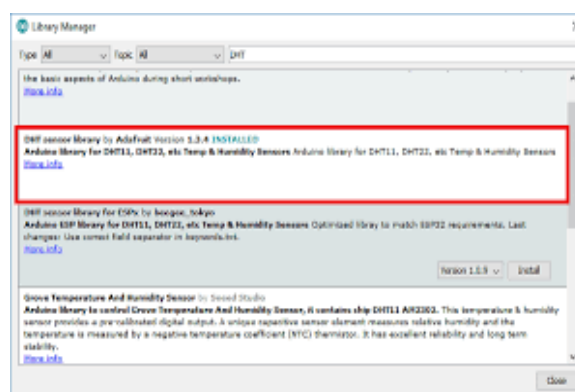 Library Manager
Type All Topic All DHT
the basic aspects of Arduino during short workshops.
More info
DHT sensor library by Adafruit Version 1.3.4 INSTALLED
Arduino library for DHT11, DHT22, etc Temp & Humidity Sensors Arduino library for DHT11, DHT22, etc Temp & Humidity Sensors
More info
DHT sensor library for ESPx by beegee_tokyo
Arduino ESP library for DHT11, DHT22, etc Temp & Humidity Sensors Optimized libray to match ESP32 requirements. Last
changes: Use correct field separator in keywords.txt.
More info
Install
Grove Temperature And Humidity Sensor by Seeed Studio
Arduino library to control Grove Temperature And Humidity Sensor, it contains chip DHT11 AM2302. This temperature & humidity
sensor provides a pre-calibrated digital output. A unique capacitive sensor element measures relative humidity and the
temperature is measured by a negative temperature coefficient (NTC) thermistor. It has excellent reliability and long term
stability.
More info
Close